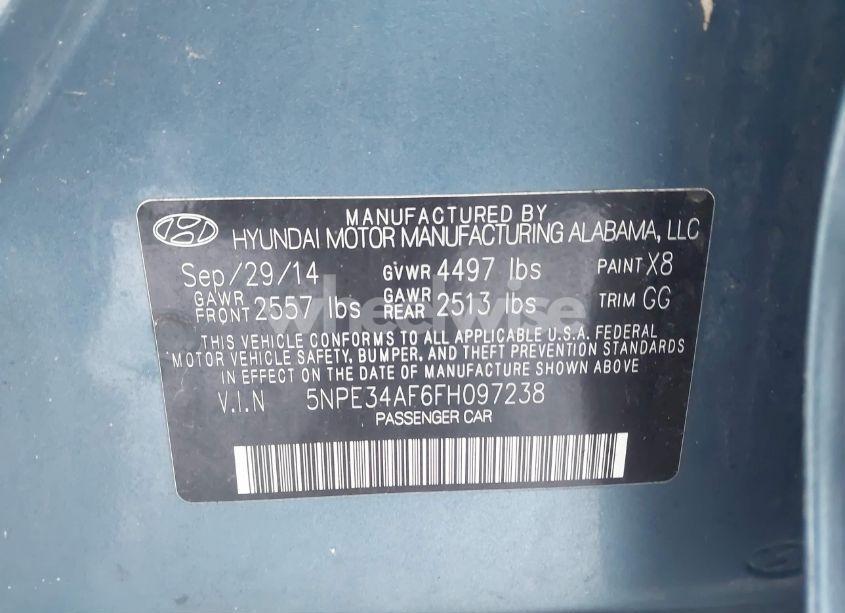 MANUFACTURED BY
HYUNDAI MOTOR MANUFACTURING ALABAMA, LLC
Sep/29/14 GVWR 4497 lbs PAINT X8
GAWR FRONT 2557 lbs GAWR REAR 2513 lbs TRIM GG
THIS VEHICLE CONFORMS TO ALL APPLICABLE U.S.A. FEDERAL
MOTOR VEHICLE SAFETY, BUMPER, AND THEFT PREVENTION STANDARDS
IN EFFECT ON THE DATE OF MANUFACTURE SHOWN ABOVE
V.I.N 5NPE34AF6FH097238
PASSENGER CAR
wheelwise